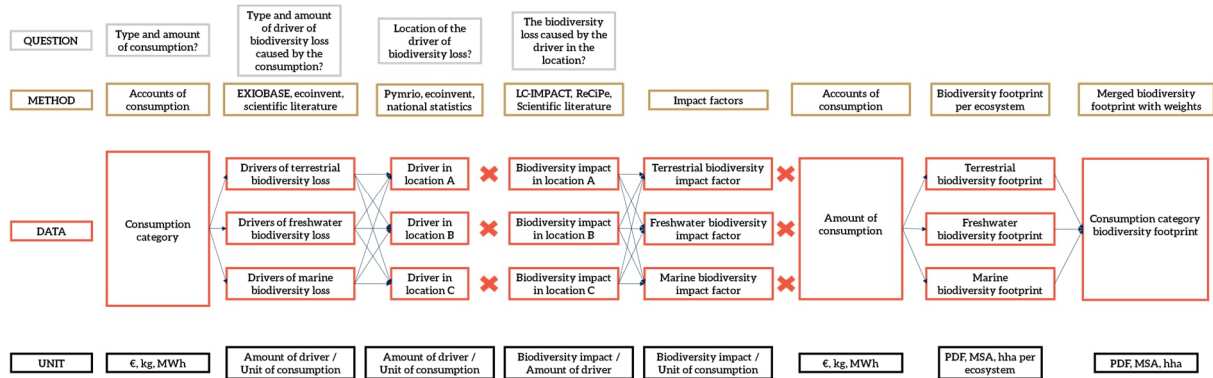 QUESTION
Type and amount
of consumption?
Type and amount
of driver of
biodiversity loss
caused by the
consumption?
Location of the
driver of
biodiversity loss?
The biodiversity
loss caused by the
driver in the
location?
METHOD
Accounts of
consumption
EXIOBASE, ecoinvent,
scientific literature
Pymrio, ecoinvent,
national statistics
LC-IMPACT, ReCiPe,
Scientific literature
Impact factors
Accounts of
consumption
Biodiversity footprint
per ecosystem
Merged biodiversity
footprint with weights
DATA
Consumption
category
Drivers of terrestrial
biodiversity loss
Drivers of freshwater
biodiversity loss
Drivers of marine
biodiversity loss
Driver in
location A
Driver in
location B
Driver in
location C
Biodiversity impact
in location A
Biodiversity impact
in location B
Biodiversity impact
in location C
Terrestrial biodiversity
impact factor
Freshwater biodiversity
impact factor
Marine biodiversity
impact factor
Amount of
consumption
Terrestrial
biodiversity footprint
Freshwater
biodiversity footprint
Marine
biodiversity footprint
Consumption category
biodiversity footprint
UNIT
€, kg, MWh
Amount of driver /
Unit of consumption
Amount of driver /
Unit of consumption
Biodiversity impact /
Amount of driver
Biodiversity impact /
Unit of consumption
€, kg, MWh
PDF, MSA, hha per
ecosystem
PDF, MSA, hha